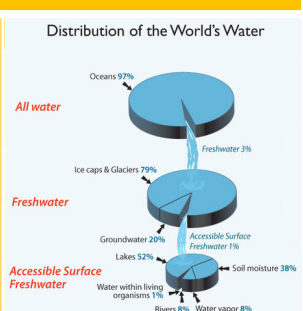 Distribution of the World's Water
Oceans 97%
All water
Freshwater 3%
Ice caps & Glaciers 79%
Freshwater
Groundwater 20%
Accessible Surface
Freshwater 1%
Lakes 52%
Accessible Surface
Freshwater
Soil moisture 38%
Water within living
organisms 1%
Rivers 8%
Water vapor 8%